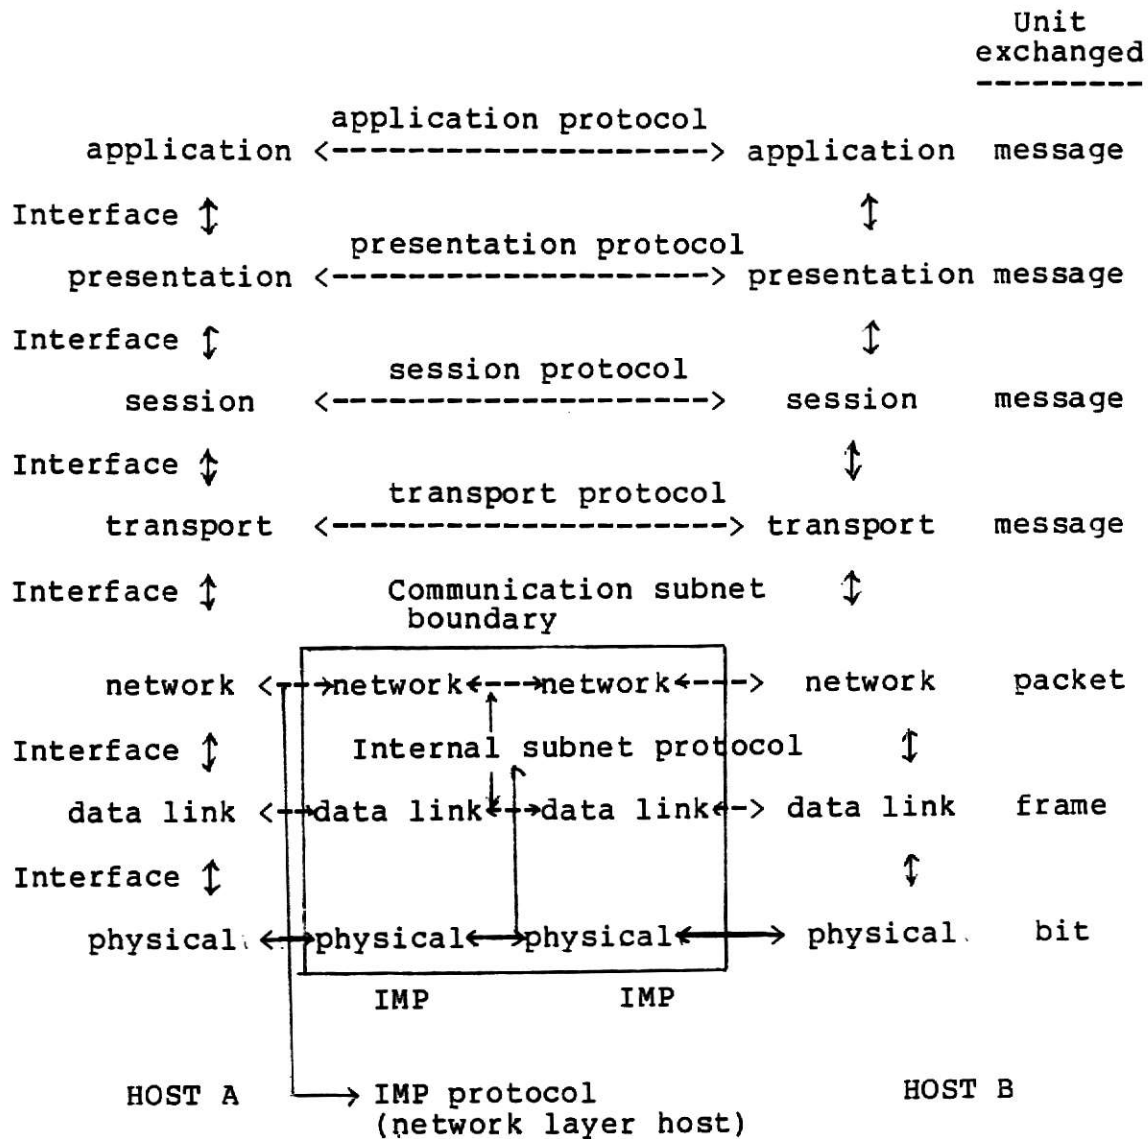 Unit
exchanged
---------
application protocol
application <-------------------> application message
Interface ↕ ↕
presentation protocol
presentation <-------------------> presentation message
Interface ↕ ↕
session protocol
session <-------------------> session message
Interface ↕ ↕
transport protocol
transport <--------------------> transport message
Interface ↕ Communication subnet ↕
boundary
network <--→network←--→network←--> network packet
Interface ↕ Internal subnet protocol ↕
data link <--→data link←--→data link←--> data link frame
Interface ↕ ↕
physical ↔physical↔physical↔ physical bit
IMP IMP
HOST A → IMP protocol HOST B
(network layer host)